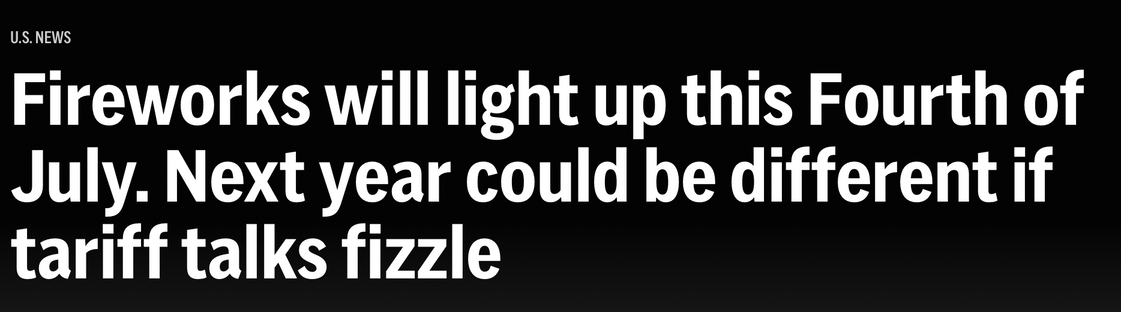 U.S. NEWS
Fireworks will light up this Fourth of
July. Next year could be different if
tariff talks fizzle